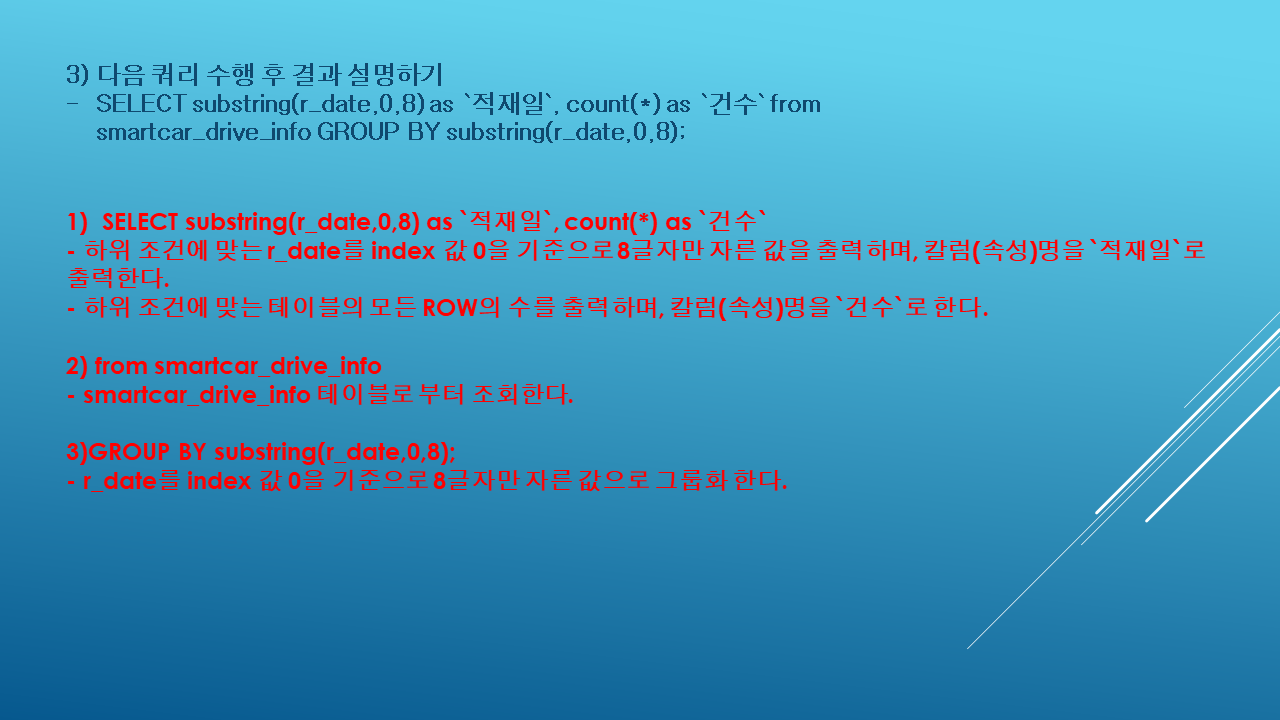 3) 다음 쿼리 수행 후 결과 설명하기
- SELECT substring(r_date,0,8) as `적재일`, count(*) as `건수` from
smartcar_drive_info GROUP BY substring(r_date,0,8);
1) SELECT substring(r_date,0,8) as `적재일`, count(*) as `건수`
- 하위 조건에 맞는 r_date를 index 값 0을 기준으로 8글자만 자른 값을 출력하며, 칼럼(속성)명을 `적재일`로
출력한다.
- 하위 조건에 맞는 테이블의 모든 ROW의 수를 출력하며, 칼럼(속성)명을 `건수`로 한다.
2) from smartcar_drive_info
- smartcar_drive_info 테이블로부터 조회한다.
3)GROUP BY substring(r_date,0,8);
- r_date를 index 값 0을 기준으로 8글자만 자른 값으로 그룹화 한다.